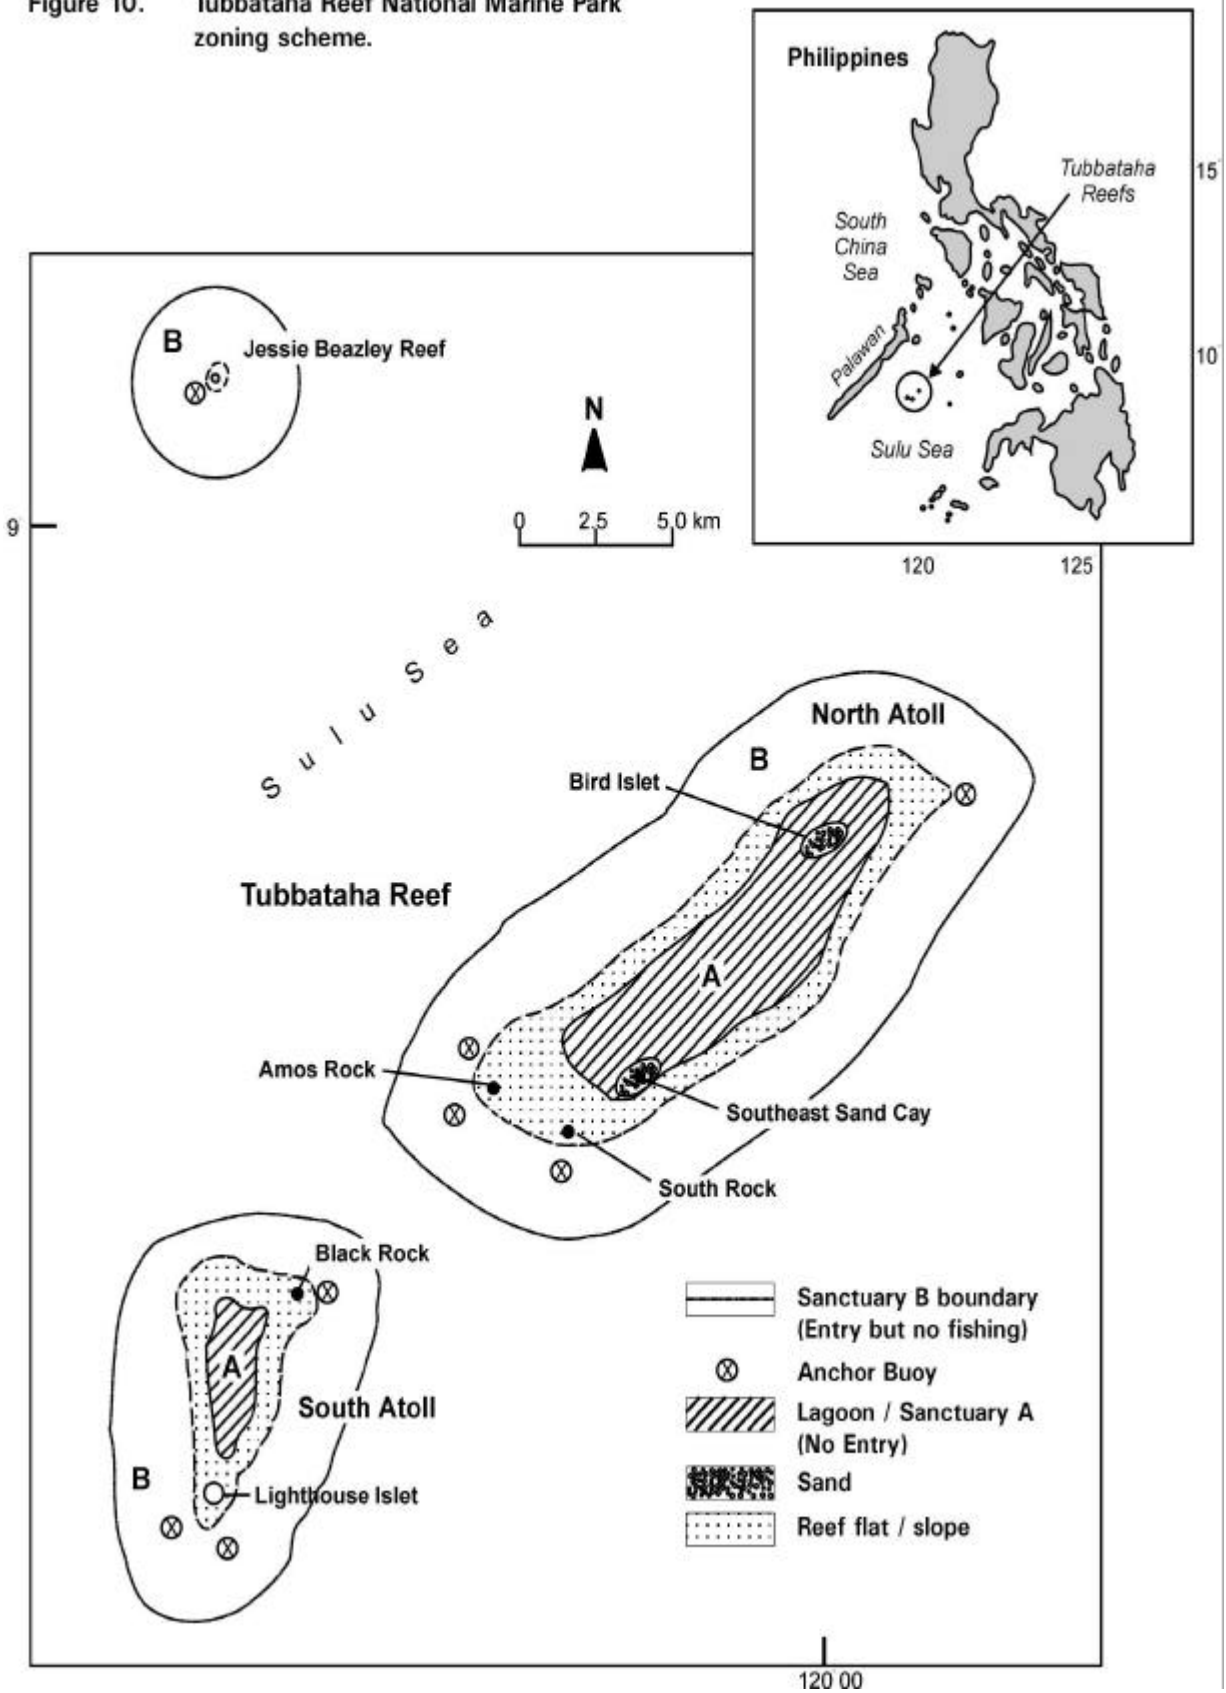 Figure 10. Tubbataha Reef National Marine Park
zoning scheme.
Philippines
Tubbataha
Reefs
South
China
Sea
Palawan
Sulu Sea
15°
10°
120
125
B
Jessie Beazley Reef
N
0 2.5 5.0 km
9°
Sulu Sea
North Atoll
B
Bird Islet
Tubbataha Reef
A
Amos Rock
Southeast Sand Cay
South Rock
Black Rock
A
South Atoll
B
Lighthouse Islet
Sanctuary B boundary
(Entry but no fishing)
Anchor Buoy
Lagoon / Sanctuary A
(No Entry)
Sand
Reef flat / slope
120°00